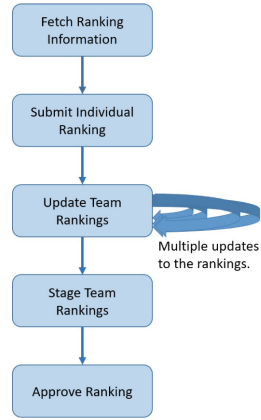 Fetch Ranking
Information
Submit Individual
Ranking
Update Team
Rankings
Multiple updates
to the rankings.
Stage Team
Rankings
Approve Ranking